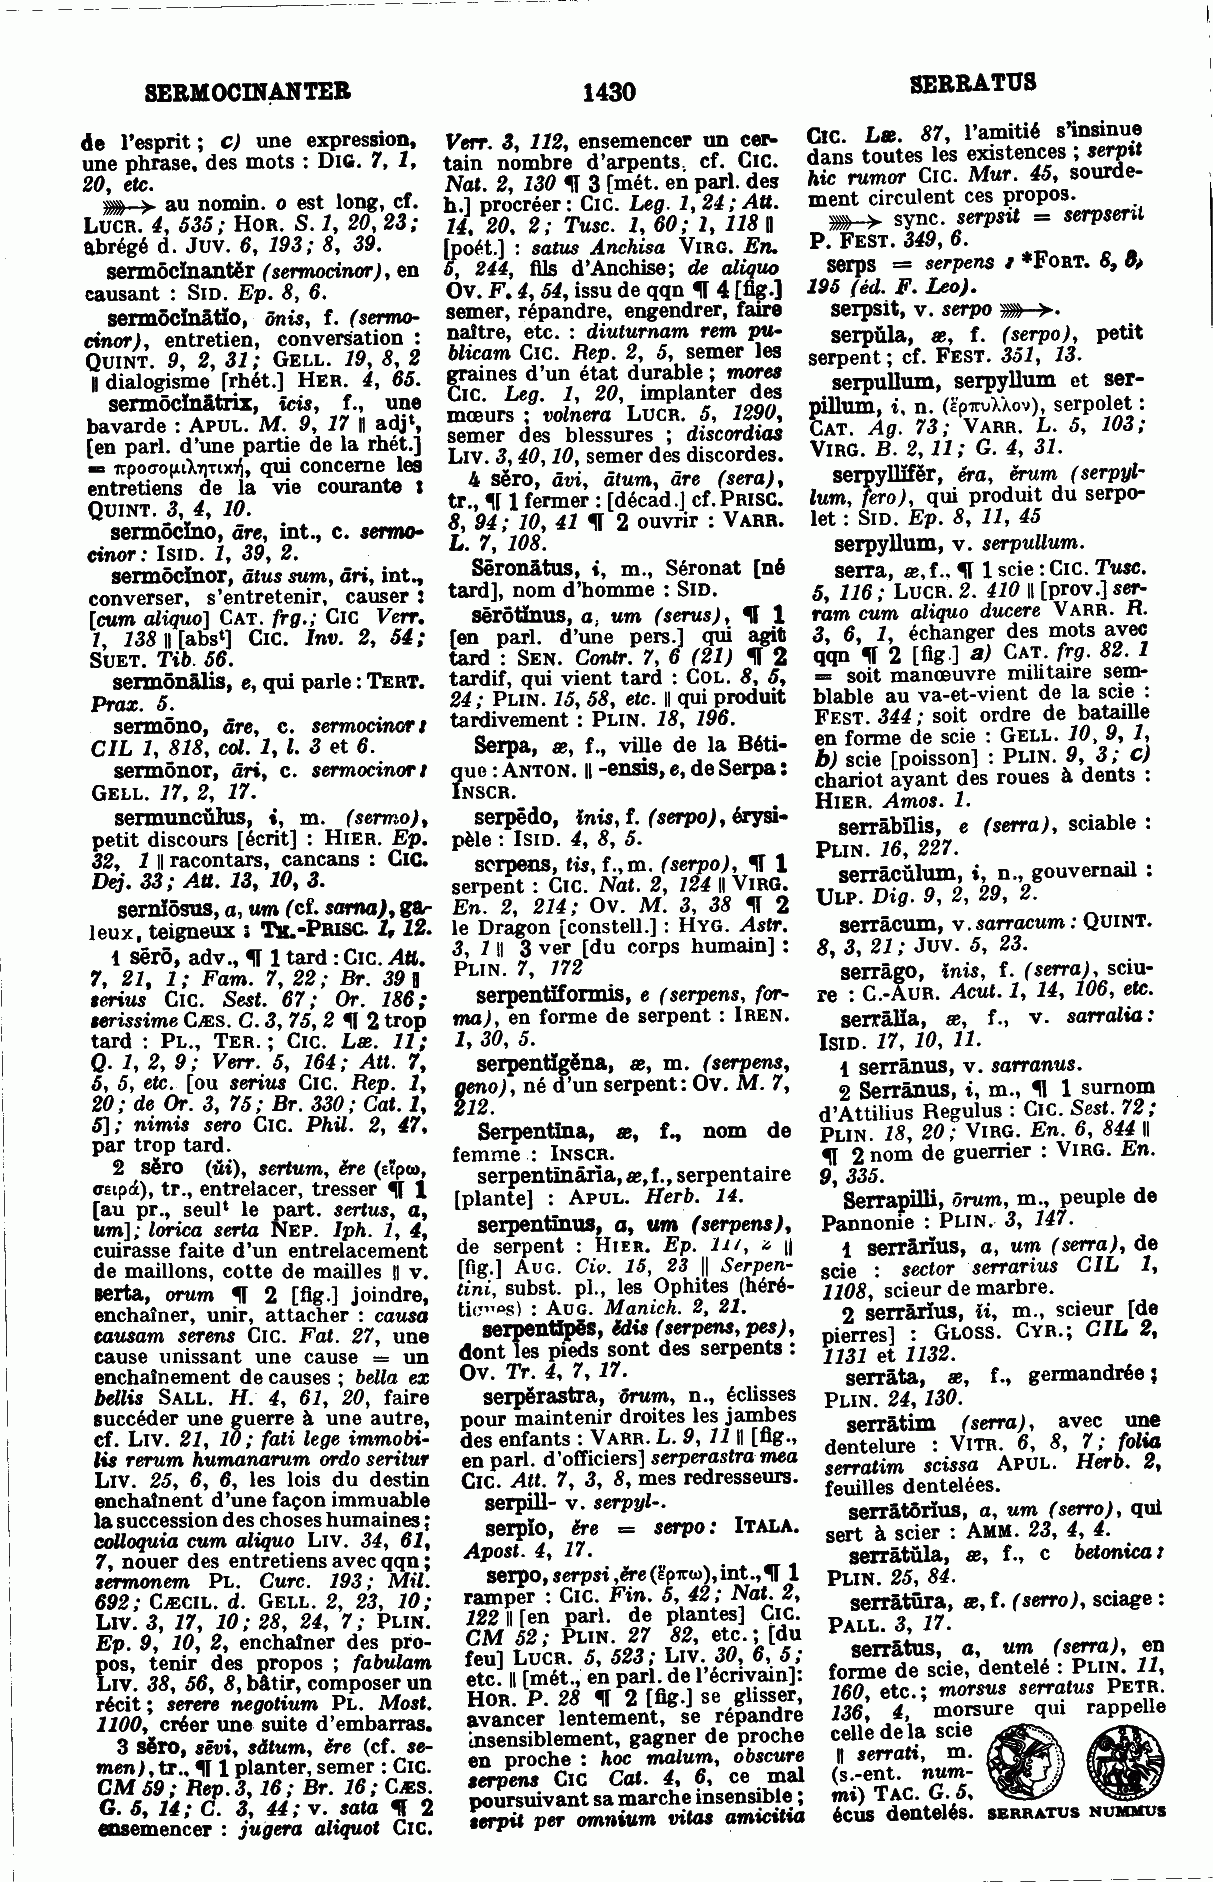 SERMOCINANTER
1430
SERRATUS
de l'esprit ; c) une expression,
une phrase, des mots : DIG. 7, 1,
20, etc.
au nomin. o est long, cf.
LUCR. 4, 535 ; HOR. S. 1, 20, 23 ;
abrégé d. JUV. 6, 193 ; 8, 39.
sermōcĭnantĕr (sermocinor), en
causant : SID. Ep. 8, 6.
sermōcĭnātĭo, ōnis, f. (sermo-
cinor), entretien, conversation :
QUINT. 9, 2, 31 ; GELL. 19, 8, 2
‖ dialogisme [rhét.] HER. 4, 65.
sermōcĭnātrix, īcis, f., une
bavarde : APUL. M. 9, 17 ‖ adjᵗ,
[en parl. d'une partie de la rhét.]
= προσομιλητική, qui concerne les
entretiens de la vie courante :
QUINT. 3, 4, 10.
sermōcĭno, āre, int., c. sermo-
cinor : ISID. 1, 39, 2.
sermōcĭnor, ātus sum, āri, int.,
converser, s'entretenir, causer :
[cum aliquo] CAT. frg. ; CIC Verr.
1, 138 ‖ [absᵗ] CIC. Inv. 2, 54 ;
SUET. Tib. 56.
sermōnālis, e, qui parle : TERT.
Prax. 5.
sermōno, āre, c. sermocinor :
CIL 1, 818, col. 1, l. 3 et 6.
sermōnor, āri, c. sermocinor :
GELL. 17, 2, 17.
sermuncŭlus, i, m. (sermo),
petit discours [écrit] : HIER. Ep.
32, 1 ‖ racontars, cancans : CIC.
Dej. 33 ; Att. 13, 10, 3.
sernĭōsus, a, um (cf. sarna), ga-
leux, teigneux : TH.-PRISC. 1, 12.
1 sērō, adv., ¶ 1 tard : CIC. Att.
7, 21, 1 ; Fam. 7, 22 ; Br. 39 ‖
serius CIC. Sest. 67 ; Or. 186 ;
serissime CÆS. C. 3, 75, 2 ¶ 2 trop
tard : PL., TER. ; CIC. Læ. 11 ;
Q. 1, 2, 9 ; Verr. 5, 164 ; Att. 7,
5, 5, etc. [ou serius CIC. Rep. 1,
20 ; de Or. 3, 75 ; Br. 330 ; Cat. 1,
5] ; nimis sero CIC. Phil. 2, 47,
par trop tard.
2 sĕro (ŭi), sertum, ĕre (εἴρω,
σειρά), tr., entrelacer, tresser ¶ 1
[au pr., seulᵗ le part. sertus, a,
um] ; lorica serta NEP. Iph. 1, 4,
cuirasse faite d'un entrelacement
de maillons, cotte de mailles ‖ v.
serta, orum ¶ 2 [fig.] joindre,
enchaîner, unir, attacher : causa
causam serens CIC. Fat. 27, une
cause unissant une cause = un
enchaînement de causes ; bella ex
bellis SALL. H. 4, 61, 20, faire
succéder une guerre à une autre,
cf. LIV. 21, 10 ; fati lege immobi-
lis rerum humanarum ordo seritur
LIV. 25, 6, 6, les lois du destin
enchaînent d'une façon immuable
la succession des choses humaines ;
colloquia cum aliquo LIV. 34, 61,
7, nouer des entretiens avec qqn ;
sermonem PL. Curc. 193 ; Mil.
692 ; CÆCIL. d. GELL. 2, 23, 10 ;
LIV. 3, 17, 10 ; 28, 24, 7 ; PLIN.
Ep. 9, 10, 2, enchaîner des pro-
pos, tenir des propos ; fabulam
LIV. 38, 56, 8, bâtir, composer un
récit ; serere negotium PL. Most.
1100, créer une suite d'embarras.
3 sĕro, sēvi, sătum, ĕre (cf. se-
men), tr., ¶ 1 planter, semer : CIC.
CM 59 ; Rep. 3, 16 ; Br. 16 ; CÆS.
G. 5, 14 ; C. 3, 44 ; v. sata ¶ 2
ensemencer : jugera aliquot CIC.
Verr. 3, 112, ensemencer un cer-
tain nombre d'arpents, cf. CIC.
Nat. 2, 130 ¶ 3 [mét. en parl. des
h.] procréer : CIC. Leg. 1, 24 ; Att.
14, 20, 2 ; Tusc. 1, 60 ; 1, 118 ‖
[poét.] : satus Anchisa VIRG. En.
5, 244, fils d'Anchise ; de aliquo
OV. F. 4, 54, issu de qqn ¶ 4 [fig.]
semer, répandre, engendrer, faire
naître, etc. : diuturnam rem pu-
blicam CIC. Rep. 2, 5, semer les
graines d'un état durable ; mores
CIC. Leg. 1, 20, implanter des
mœurs ; volnera LUCR. 5, 1290,
semer des blessures ; discordias
LIV. 3, 40, 10, semer des discordes.
4 sĕro, āvi, ātum, āre (sera),
tr., ¶ 1 fermer : [décad.] cf. PRISC.
8, 94 ; 10, 41 ¶ 2 ouvrir : VARR.
L. 7, 108.
Sēronātus, i, m., Séronat [né
tard], nom d'homme : SID.
sērōtĭnus, a, um (serus), ¶ 1
[en parl. d'une pers.] qui agit
tard : SEN. Contr. 7, 6 (21) ¶ 2
tardif, qui vient tard : COL. 8, 5,
24 ; PLIN. 15, 58, etc. ‖ qui produit
tardivement : PLIN. 18, 196.
Serpa, æ, f., ville de la Béti-
que : ANTON. ‖ -ensis, e, de Serpa :
INSCR.
serpēdo, ĭnis, f. (serpo), érysi-
pèle : ISID. 4, 8, 5.
serpens, tis, f., m. (serpo), ¶ 1
serpent : CIC. Nat. 2, 124 ‖ VIRG.
En. 2, 214 ; OV. M. 3, 38 ¶ 2
le Dragon [constell.] : HYG. Astr.
3, 1 ‖ 3 ver [du corps humain] :
PLIN. 7, 172
serpentĭformis, e (serpens, for-
ma), en forme de serpent : IREN.
1, 30, 5.
serpentĭgĕna, æ, m. (serpens,
geno), né d'un serpent : OV. M. 7,
212.
Serpentīna, æ, f., nom de
femme : INSCR.
serpentīnāria, æ, f., serpentaire
[plante] : APUL. Herb. 14.
serpentīnus, a, um (serpens),
de serpent : HIER. Ep. 117, 2 ‖
[fig.] AUG. Civ. 15, 23 ‖ Serpen-
tini, subst. pl., les Ophites (héré-
tiques) : AUG. Manich. 2, 21.
serpentĭpēs, ĕdis (serpens, pes),
dont les pieds sont des serpents :
OV. Tr. 4, 7, 17.
serpĕrastra, ōrum, n., éclisses
pour maintenir droites les jambes
des enfants : VARR. L. 9, 11 ‖ [fig.,
en parl. d'officiers] serperastra mea
CIC. Att. 7, 3, 8, mes redresseurs.
serpill- v. serpyl-.
serpĭo, ĕre = serpo : ITALA.
Apost. 4, 17.
serpo, serpsi, ĕre (ἕρπω), int., ¶ 1
ramper : CIC. Fin. 5, 42 ; Nat. 2,
122 ‖ [en parl. de plantes] CIC.
CM 52 ; PLIN. 27 82, etc. ; [du
feu] LUCR. 5, 523 ; LIV. 30, 6, 5 ;
etc. ‖ [mét., en parl. de l'écrivain] :
HOR. P. 28 ¶ 2 [fig.] se glisser,
avancer lentement, se répandre
insensiblement, gagner de proche
en proche : hoc malum, obscure
serpens CIC Cat. 4, 6, ce mal
poursuivant sa marche insensible ;
serpit per omnium vitas amicitia
CIC. Læ. 87, l'amitié s'insinue
dans toutes les existences ; serpit
hic rumor CIC. Mur. 45, sourde-
ment circulent ces propos.
sync. serpsit = serpserit
P. FEST. 349, 6.
serps = serpens : *FORT. 8, 8,
195 (éd. F. Leo).
serpsit, v. serpo.
serpŭla, æ, f. (serpo), petit
serpent ; cf. FEST. 351, 13.
serpullum, serpyllum et ser-
pillum, i, n. (ἕρπυλλον), serpolet :
CAT. Ag. 73 ; VARR. L. 5, 103 ;
VIRG. B. 2, 11 ; G. 4, 31.
serpyllĭfĕr, ĕra, ĕrum (serpyl-
lum, fero), qui produit du serpo-
let : SID. Ep. 8, 11, 45
serpyllum, v. serpullum.
serra, æ, f., ¶ 1 scie : CIC. Tusc.
5, 116 ; LUCR. 2. 410 ‖ [prov.] ser-
ram cum aliquo ducere VARR. R.
3, 6, 1, échanger des mots avec
qqn ¶ 2 [fig.] a) CAT. frg. 82. 1
= soit manœuvre militaire sem-
blable au va-et-vient de la scie :
FEST. 344 ; soit ordre de bataille
en forme de scie : GELL. 10, 9, 1,
b) scie [poisson] : PLIN. 9, 3 ; c)
chariot ayant des roues à dents :
HIER. Amos. 1.
serrābĭlis, e (serra), sciable :
PLIN. 16, 227.
serrācŭlum, i, n., gouvernail :
ULP. Dig. 9, 2, 29, 2.
serrācum, v. sarracum : QUINT.
8, 3, 21 ; JUV. 5, 23.
serrāgo, ĭnis, f. (serra), sciu-
re : C.-AUR. Acut. 1, 14, 106, etc.
serrālĭa, æ, f., v. sarralia :
ISID. 17, 10, 11.
1 serrānus, v. sarranus.
2 Serrānus, i, m., ¶ 1 surnom
d'Attilius Regulus : CIC. Sest. 72 ;
PLIN. 18, 20 ; VIRG. En. 6, 844 ‖
¶ 2 nom de guerrier : VIRG. En.
9, 335.
Serrapilli, ōrum, m., peuple de
Pannonie : PLIN. 3, 147.
1 serrārĭus, a, um (serra), de
scie : sector serrarius CIL 1,
1108, scieur de marbre.
2 serrārĭus, ĭi, m., scieur [de
pierres] : GLOSS. CYR. ; CIL 2,
1131 et 1132.
serrāta, æ, f., germandrée ;
PLIN. 24, 130.
serrātim (serra), avec une
dentelure : VITR. 6, 8, 7 ; folia
serratim scissa APUL. Herb. 2,
feuilles dentelées.
serrātōrĭus, a, um (serro), qui
sert à scier : AMM. 23, 4, 4.
serrātŭla, æ, f., c betonica :
PLIN. 25, 84.
serrātūra, æ, f. (serro), sciage :
PALL. 3, 17.
serrātus, a, um (serra), en
forme de scie, dentelé : PLIN. 11,
160, etc. ; morsus serratus PETR.
136, 4, morsure qui rappelle
celle de la scie
‖ serrati, m.
(s.-ent. num-
mi) TAC. G. 5,
écus dentelés.
SERRATUS NUMMUS